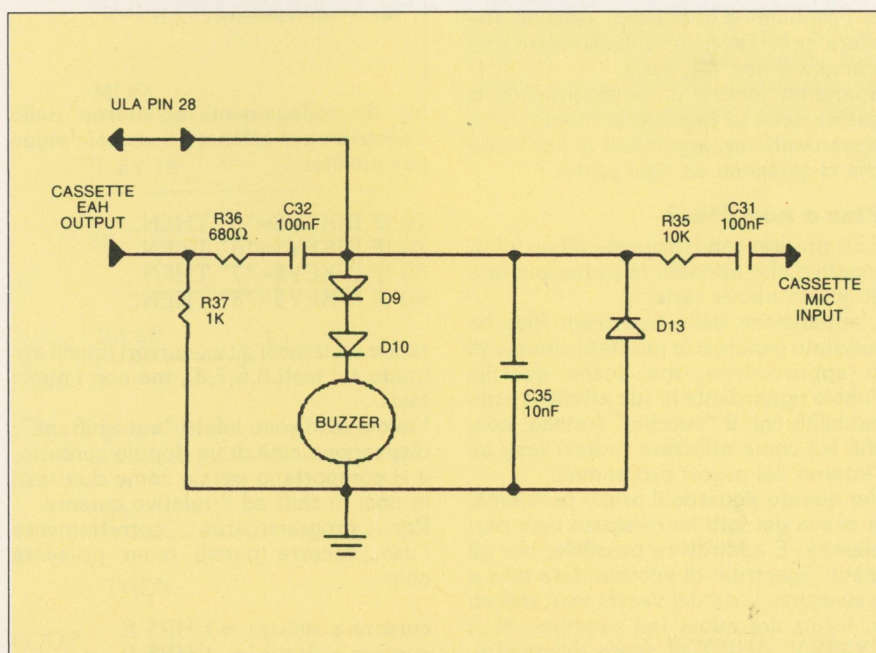 ULA PIN 28
CASSETTE
EAH
OUTPUT
R36
680Ω
C32
100nF
R37
1K
D9
D10
BUZZER
C35
10nF
D13
R35
10K
C31
100nF
CASSETTE
MIC
INPUT